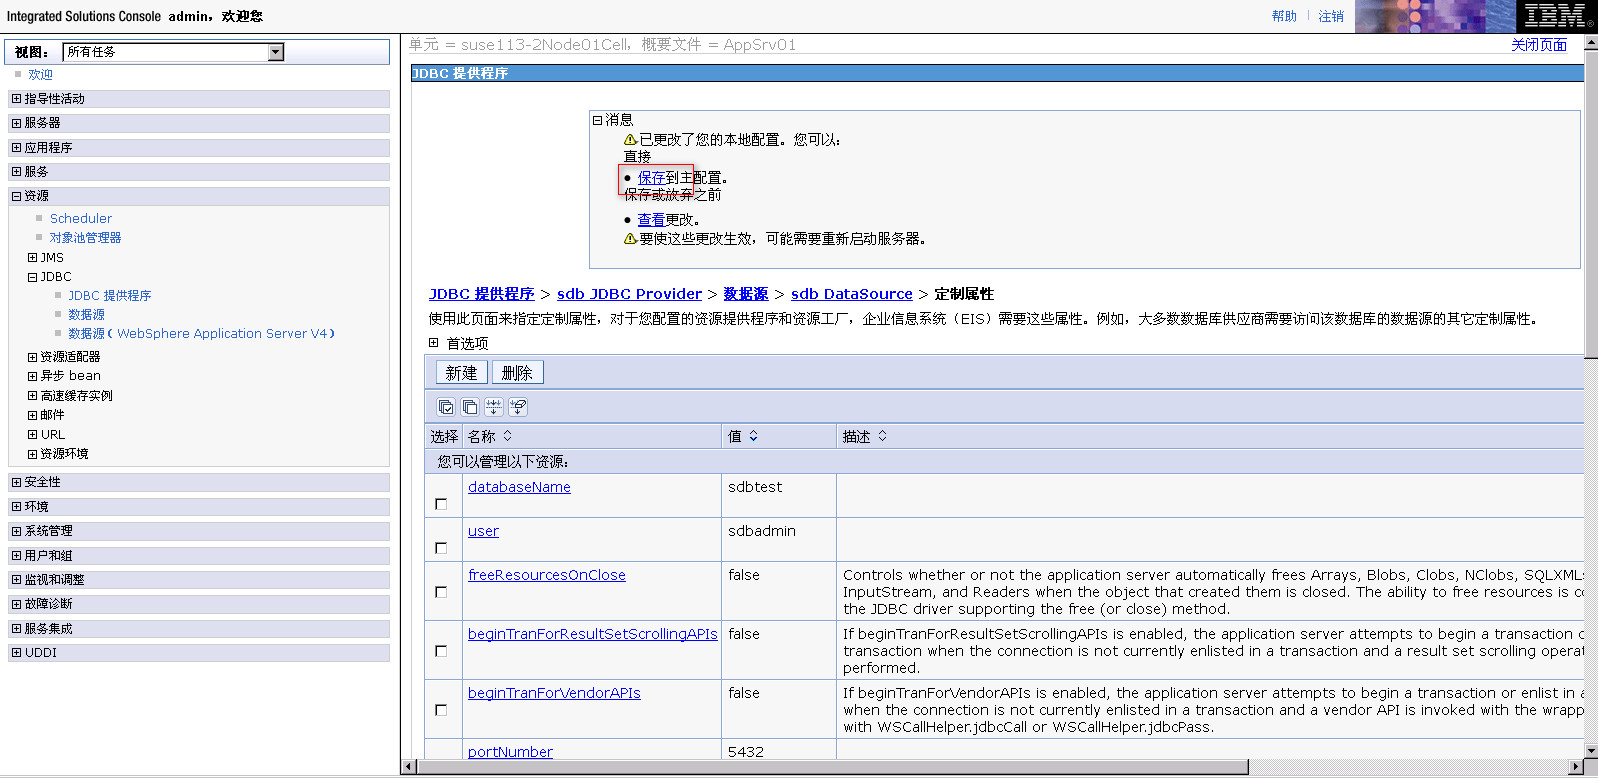 Integrated Solutions Console admin，欢迎您
帮助 注销
IBM
视图： 所有任务
欢迎
指导性活动
服务器
应用程序
服务
资源
Scheduler
对象池管理器
JMS
JDBC
JDBC 提供程序
数据源
数据源（WebSphere Application Server V4）
资源适配器
异步 bean
高速缓存实例
邮件
URL
资源环境
安全性
环境
系统管理
用户和组
监视和调整
故障诊断
服务集成
UDDI
单元 = suse113-2Node01Cell，概要文件 = AppSrv01
关闭页面
JDBC 提供程序
消息
已更改了您的本地配置。您可以：
直接
保存到主配置。
保存或放弃之前
查看更改。
要使这些更改生效，可能需要重新启动服务器。
JDBC 提供程序 > sdb JDBC Provider > 数据源 > sdb DataSource > 定制属性
使用此页面来指定定制属性，对于您配置的资源提供程序和资源工厂，企业信息系统（EIS）需要这些属性。例如，大多数数据库供应商需要访问该数据库的数据源的其它定制属性。
首选项
新建 删除
选择 名称 值 描述
您可以管理以下资源：
databaseName sdbtest
user sdbadmin
freeResourcesOnClose false Controls whether or not the application server automatically frees Arrays, Blobs, Clobs, NClobs, SQLXML
InputStream, and Readers when the object that created them is closed. The ability to free resources is c
the JDBC driver supporting the free (or close) method.
beginTranForResultSetScrollingAPIs false If beginTranForResultSetScrollingAPIs is enabled, the application server attempts to begin a transaction
transaction when the connection is not currently enlisted in a transaction and a result set scrolling opera
performed.
beginTranForVendorAPIs false If beginTranForVendorAPIs is enabled, the application server attempts to begin a transaction or enlist in
when the connection is not currently enlisted in a transaction and a vendor API is invoked with the wrapp
with WSCallHelper.jdbcCall or WSCallHelper.jdbcPass.
portNumber 5432